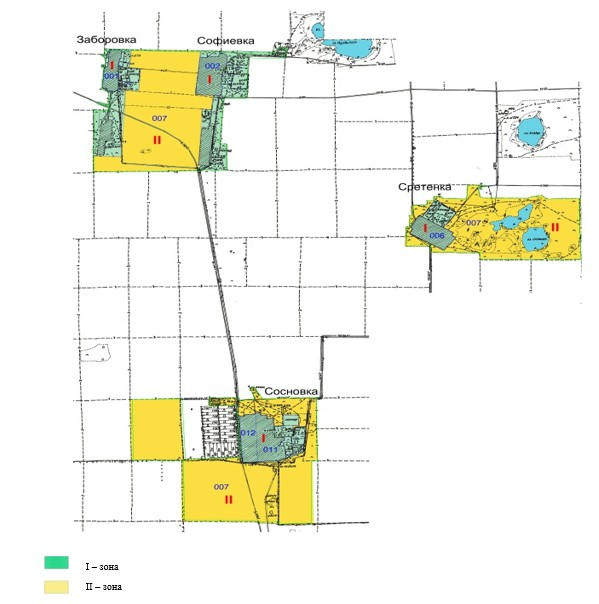 Заборовка
Софиевка
I
001
002
I
007
II
Сретенка
I
006
007
II
Сосновка
012
I
011
007
II
I – зона
II – зона